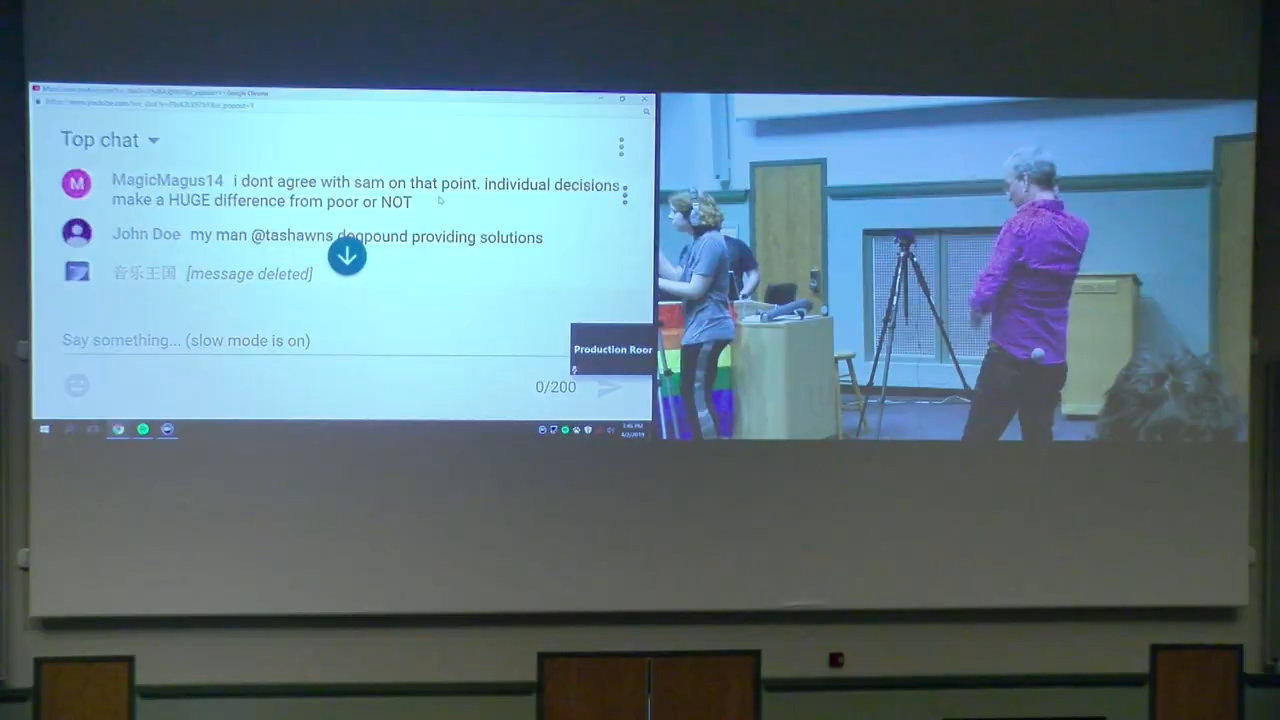 Top chat
MagicMagus14 i dont agree with sam on that point. individual decisions
make a HUGE difference from poor or NOT
John Doe my man @tashawns_dogpound providing solutions
音乐王国 [message deleted]
Say something... (slow mode is on)
Production Roor
0/200